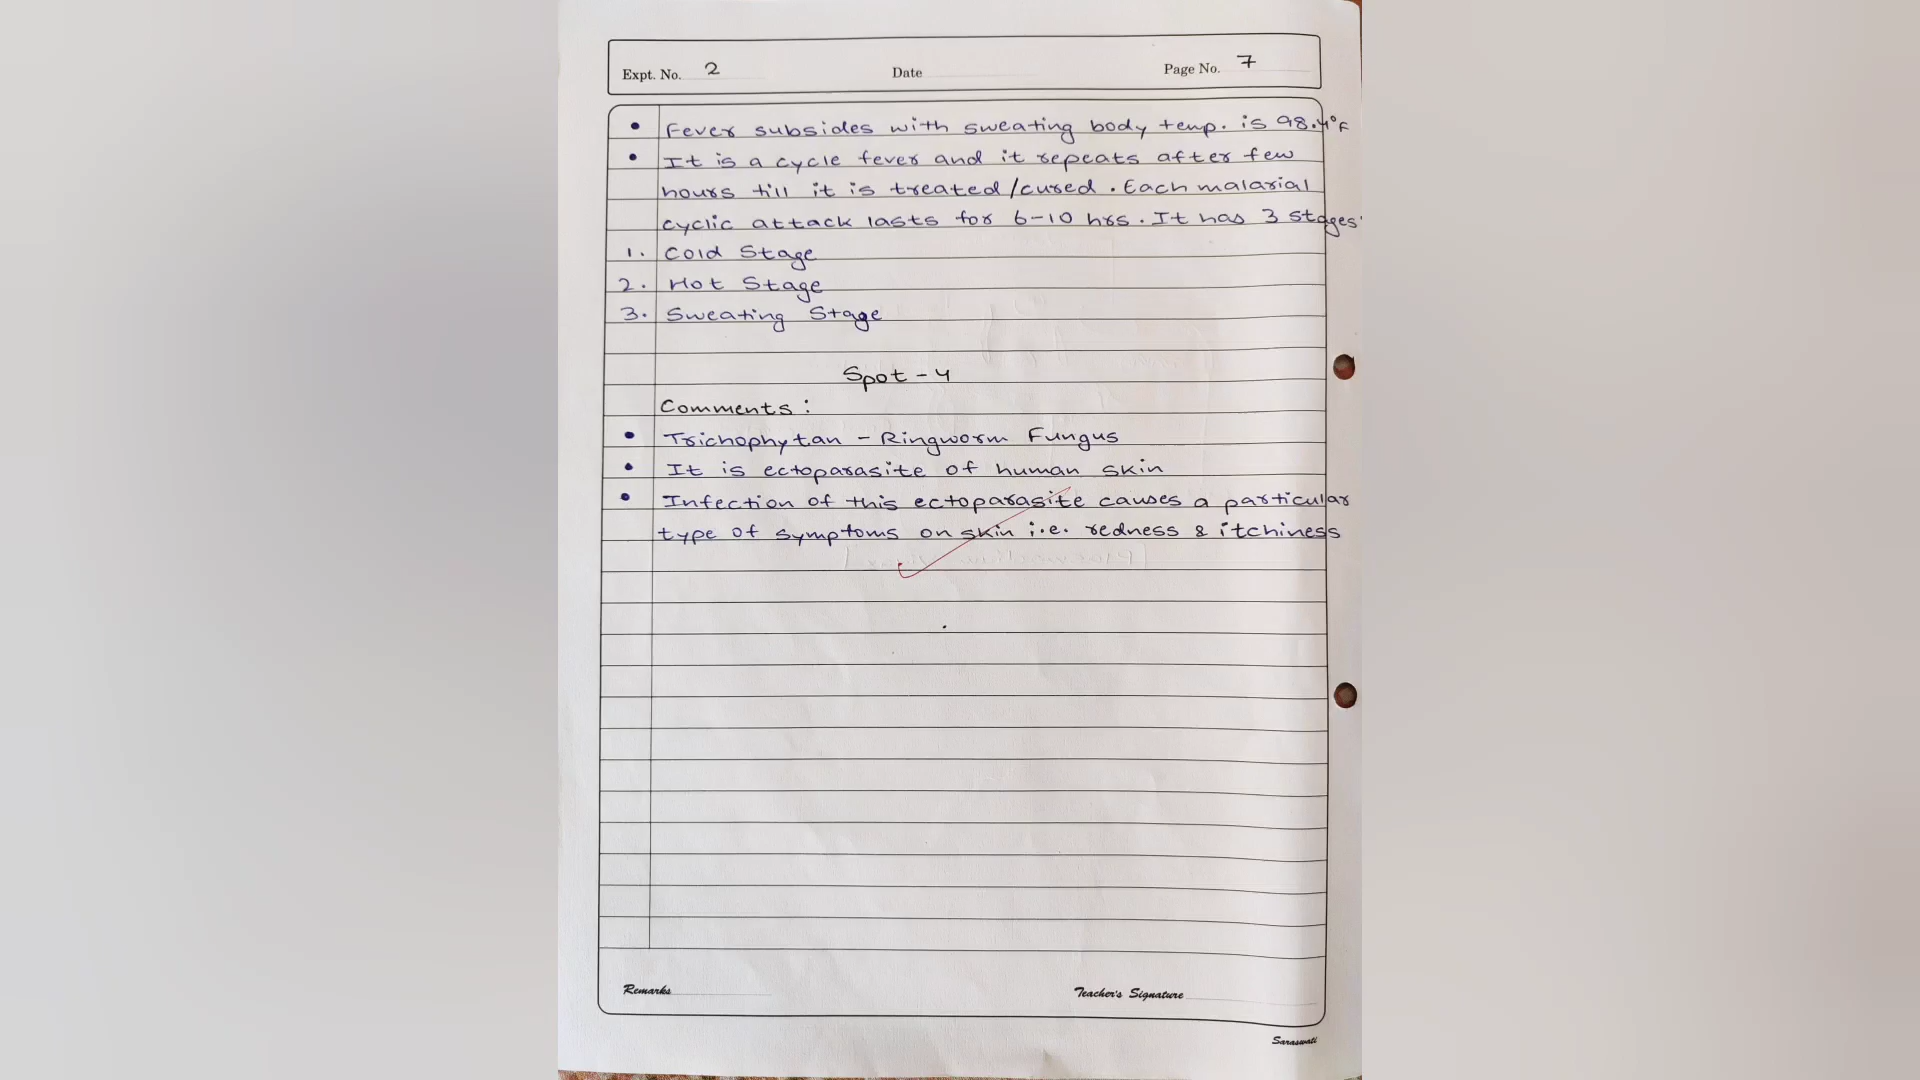 Expt. No. 2 Date Page No. 7
• Fever subsides with sweating body temp. is 98.4°F
• It is a cycle fever and it repeats after few
hours till it is treated/cured. Each malarial
cyclic attack lasts for 6-10 hrs. It has 3 stages.
1. Cold Stage
2. Hot Stage
3. Sweating Stage
Spot - 4
Comments :
• Trichophytan - Ringworm Fungus
• It is ectoparasite of human skin
• Infection of this ectoparasite causes a particular
type of symptoms on skin i.e. redness & itchiness
Remarks Teacher's Signature
Saraswati